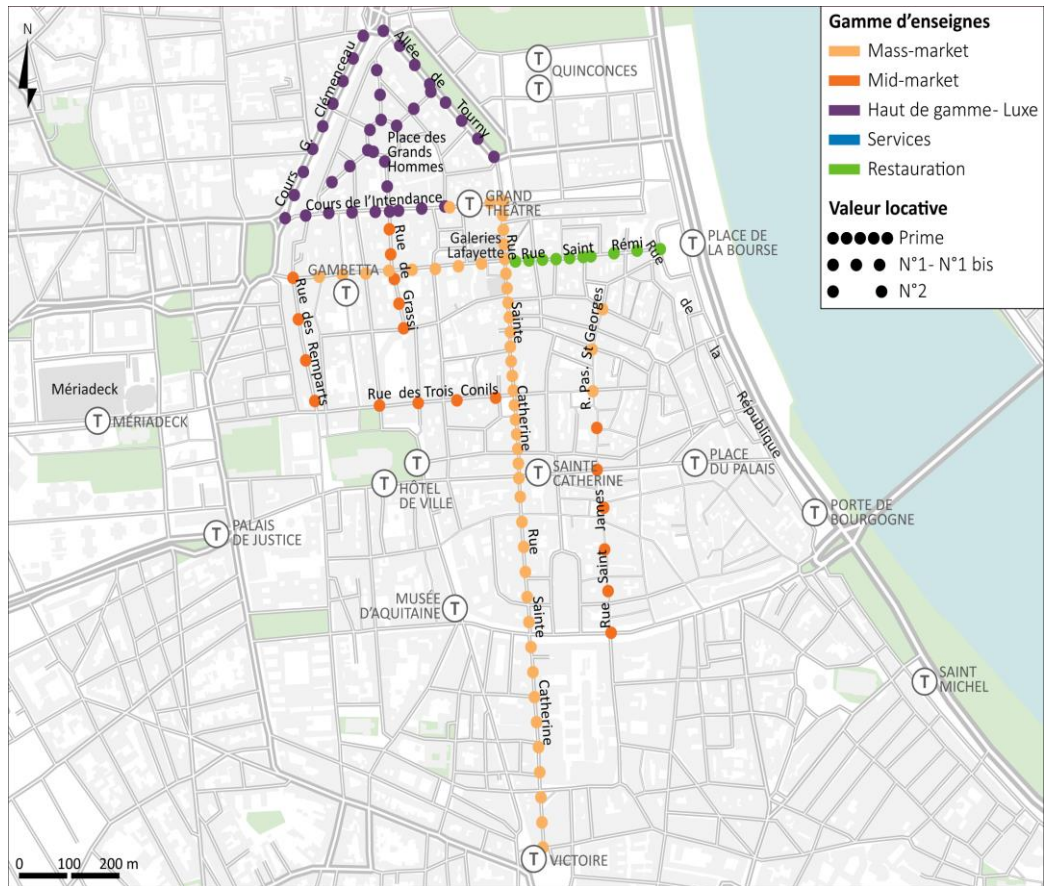 N
Gamme d'enseignes
Mass-market
Mid-market
Haut de gamme- Luxe
Services
Restauration
Valeur locative
Prime
N°1- N°1 bis
N°2
Cours G. Clémenceau
Allée de Tourny
T
T
QUINCONCES
Place des
Grands
Hommes
Cours de l'Intendance
T
GRAND
THÉÂTRE
Galeries
Lafayette
Rue Saint Rémi
T
PLACE DE
LA BOURSE
GAMBETTA
T
Rue de Grassi
Rue des Remparts
Rue Sainte Catherine
R. Pas. St Georges
Rue de la République
Mériadeck
T
MÉRIADECK
Rue des Trois Conils
T
T
HÔTEL
DE VILLE
T
SAINTE
CATHERINE
T
PLACE
DU PALAIS
T
PALAIS
DE JUSTICE
T
PORTE DE
BOURGOGNE
Rue Saint James
Rue Sainte Catherine
MUSÉE
D'AQUITAINE
T
T
SAINT
MICHEL
T
VICTOIRE
0 100 200 m